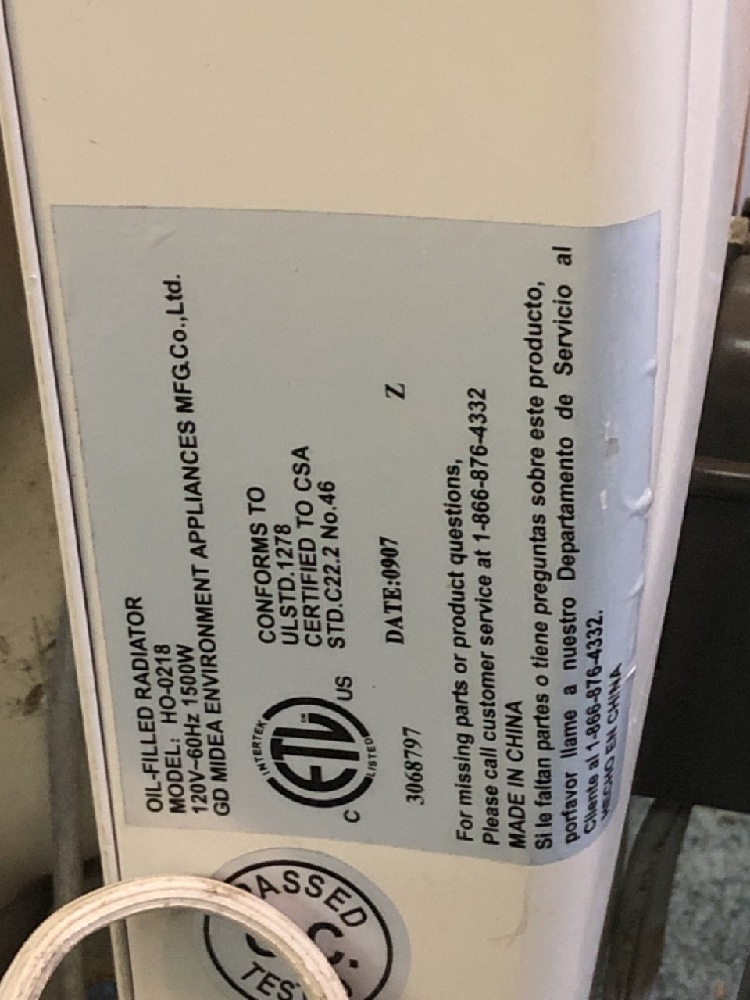 OIL-FILLED RADIATOR
MODEL: HO-0218
120V~60Hz 1500W
GD MIDEA ENVIRONMENT APPLIANCES MFG.Co.,Ltd.
INTERTEK
ETL
LISTED
C
US
CONFORMS TO
ULSTD.1278
CERTIFIED TO CSA
STD.C22.2 No.46
3068797
DATE:0907
Z
For missing parts or product questions,
Please call customer service at 1-866-876-4332
MADE IN CHINA
Si le faltan partes o tiene preguntas sobre este producto,
porfavor llame a nuestro Departamento de Servicio al
Cliente al 1-866-876-4332.
HECHO EN CHINA
PASSED
C.